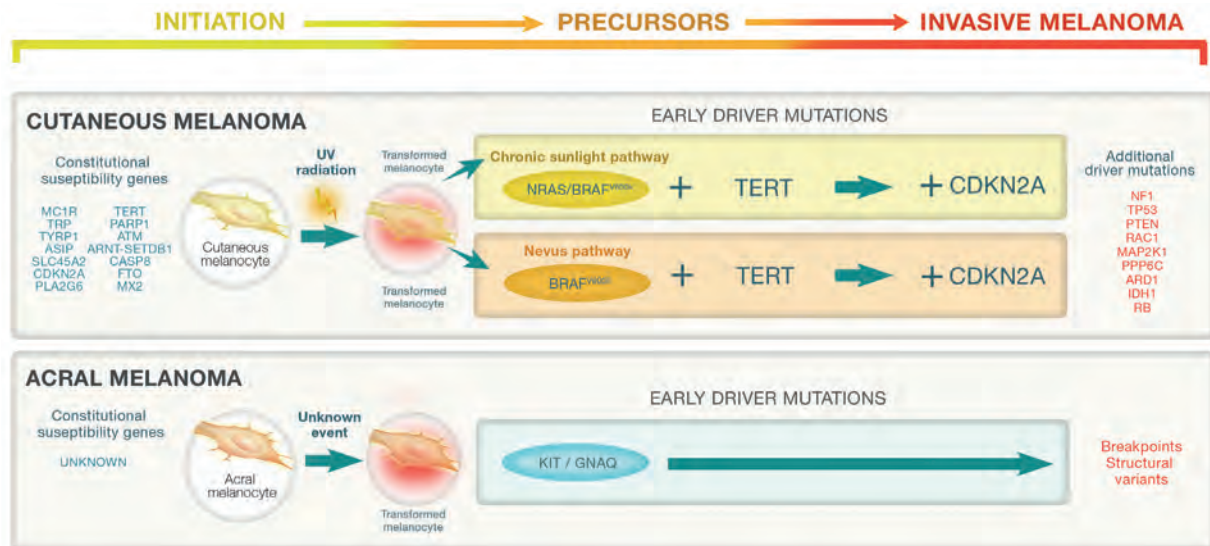 INITIATION
PRECURSORS
INVASIVE MELANOMA
CUTANEOUS MELANOMA
EARLY DRIVER MUTATIONS
Constitutional
suseptibility genes
MC1R TERT
TRP PARP1
TYRP1 ATM
ASIP ARNT-SETDB1
SLC45A2 CASP8
CDKN2A FTO
PLA2G6 MX2
Cutaneous
melanocyte
UV
radiation
Transformed
melanocyte
Transformed
melanocyte
Chronic sunlight pathway
NRAS/BRAF + TERT + CDKN2A
Nevus pathway
BRAF + TERT + CDKN2A
Additional
driver mutations
NF1
TP53
PTEN
RAC1
MAP2K1
PPP6C
ARD1
IDH1
RB
ACRAL MELANOMA
EARLY DRIVER MUTATIONS
Constitutional
suseptibility genes
UNKNOWN
Acral
melanocyte
Unknown
event
Transformed
melanocyte
KIT / GNAQ
Breakpoints
Structural
variants